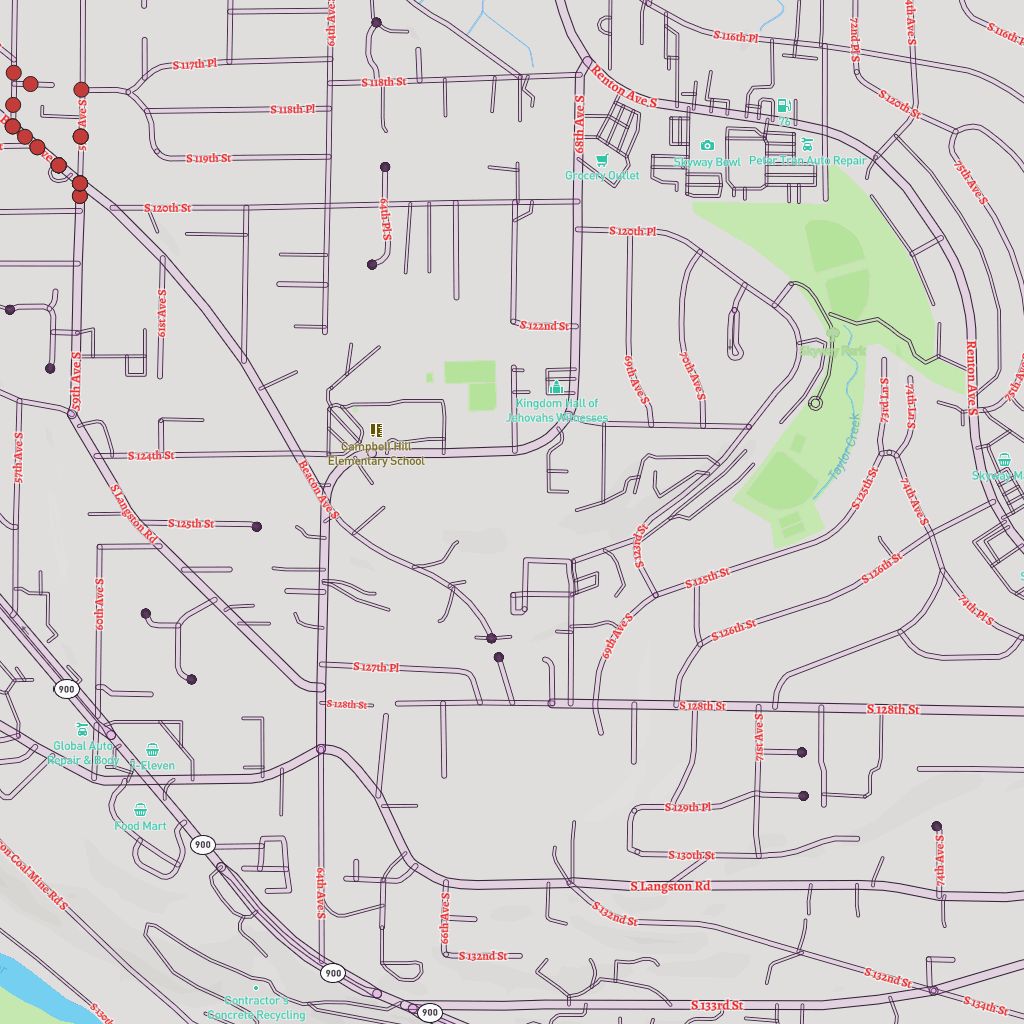 64th Ave S
S 116th Pl
72nd Pl S
S 116th
S 117th Pl
S 118th St
Renton Ave S
S 120th St
S 118th Pl
68th Ave S
76
Skyway Bowl
Peter Tran Auto Repair
Grocery Outlet
S 119th St
75th Ave S
S 120th St
64th Pl S
S 120th Pl
61st Ave S
S 122nd St
59th Ave S
69th Ave S
70th Ave S
Skyway Park
Renton Ave S
75th Ave S
73rd Ln S
74th Ln S
Kingdom Hall of
Jehovahs Witnesses
Campbell Hill
Elementary School
S 124th St
57th Ave S
Taylor Creek
Beacon Ave S
S Langston Rd
S 125th St
S 125th St
74th Ave S
S 123rd St
S 125th St
S 126th St
60th Ave S
74th Pl S
69th Ave S
S 126th St
S 127th Pl
900
S 128th St
S 128th St
S 128th St
71st Ave S
Global Auto
Repair & Body
7-Eleven
Food Mart
S 129th Pl
900
S 130th St
74th Ave S
64th Ave S
S Langston Rd
66th Ave S
S 132nd St
S 132nd St
900
S 132nd St
Contractor's
Concrete Recycling
S 133rd St
900
S 134th St